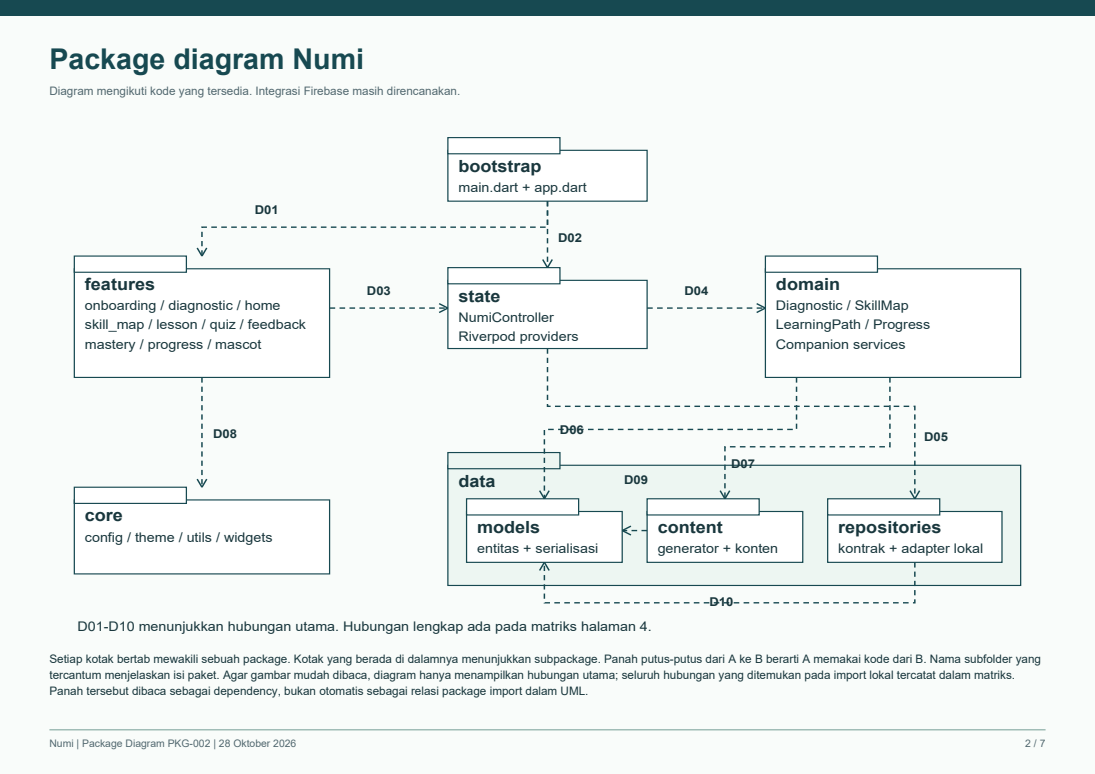 Package diagram Numi
Diagram mengikuti kode yang tersedia. Integrasi Firebase masih direncanakan.
bootstrap
main.dart + app.dart
D01
D02
features
onboarding / diagnostic / home
skill_map / lesson / quiz / feedback
mastery / progress / mascot
D03
state
NumiController
Riverpod providers
D04
domain
Diagnostic / SkillMap
LearningPath / Progress
Companion services
D08
D06
D05
D07
core
config / theme / utils / widgets
data
D09
models
entitas + serialisasi
content
generator + konten
repositories
kontrak + adapter lokal
D10
D01-D10 menunjukkan hubungan utama. Hubungan lengkap ada pada matriks halaman 4.
Setiap kotak bertab mewakili sebuah package. Kotak yang berada di dalamnya menunjukkan subpackage. Panah putus-putus dari A ke B berarti A memakai kode dari B. Nama subfolder yang
tercantum menjelaskan isi paket. Agar gambar mudah dibaca, diagram hanya menampilkan hubungan utama; seluruh hubungan yang ditemukan pada import lokal tercatat dalam matriks.
Panah tersebut dibaca sebagai dependency, bukan otomatis sebagai relasi package import dalam UML.
Numi | Package Diagram PKG-002 | 28 Oktober 2026
2 / 7